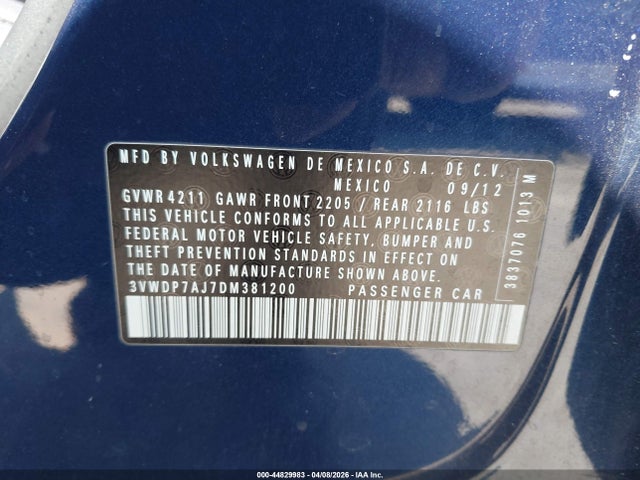 MFD BY VOLKSWAGEN DE MEXICO S.A. DE C.V.
MEXICO 09/12
GVWR 4211 GAWR FRONT 2205 / REAR 2116 LBS
THIS VEHICLE CONFORMS TO ALL APPLICABLE U.S.
FEDERAL MOTOR VEHICLE SAFETY, BUMPER AND
THEFT PREVENTION STANDARDS IN EFFECT ON
THE DATE OF MANUFACTURE SHOWN ABOVE.
3VWDP7AJ7DM381200 PASSENGER CAR
3837076 1013 M
000-44829983 - 04/08/2026 - IAA Inc.